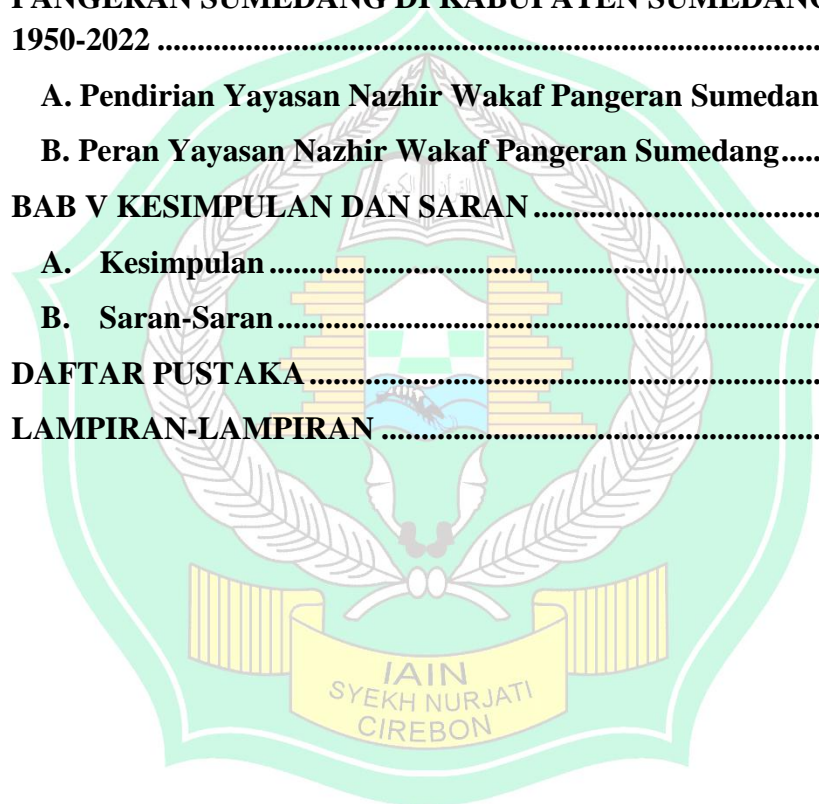 PANGERAN SUMEDANG DI KABUPATEN SUMEDANG
1950-2022 ........................................................................................
A. Pendirian Yayasan Nazhir Wakaf Pangeran Sumedan
B. Peran Yayasan Nazhir Wakaf Pangeran Sumedang.....
BAB V KESIMPULAN DAN SARAN ....................................
A. Kesimpulan .....................................................................
B. Saran-Saran ....................................................................
DAFTAR PUSTAKA ................................................................
LAMPIRAN-LAMPIRAN .......................................................
IAIN
SYEKH NURJATI
CIREBON